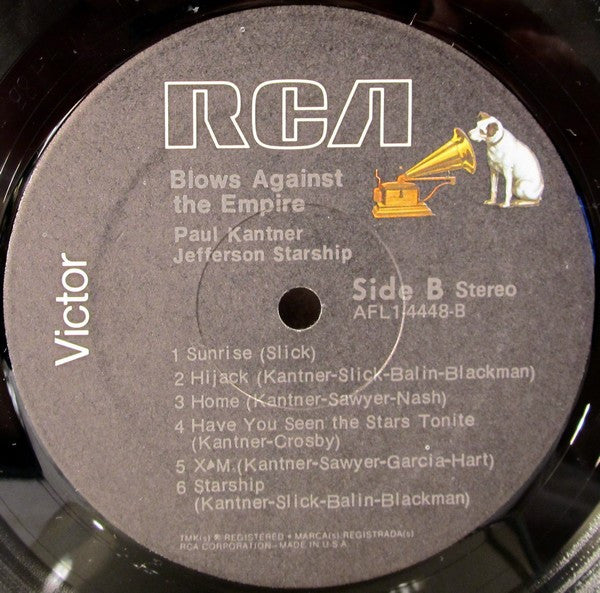 RCA
Blows Against
the Empire
Paul Kantner
Jefferson Starship
Victor
Side B Stereo
AFL1-4448-B
1 Sunrise (Slick)
2 Hijack (Kantner-Slick-Balin-Blackman)
3 Home (Kantner-Sawyer-Nash)
4 Have You Seen the Stars Tonite
(Kantner-Crosby)
5 X▲M.(Kantner-Sawyer-Garcia-Hart)
6 Starship
(Kantner-Slick-Balin-Blackman)
TMK(s) ® REGISTERED • MARCA(s) REGISTRADA(s)
RCA CORPORATION - MADE IN U.S.A.